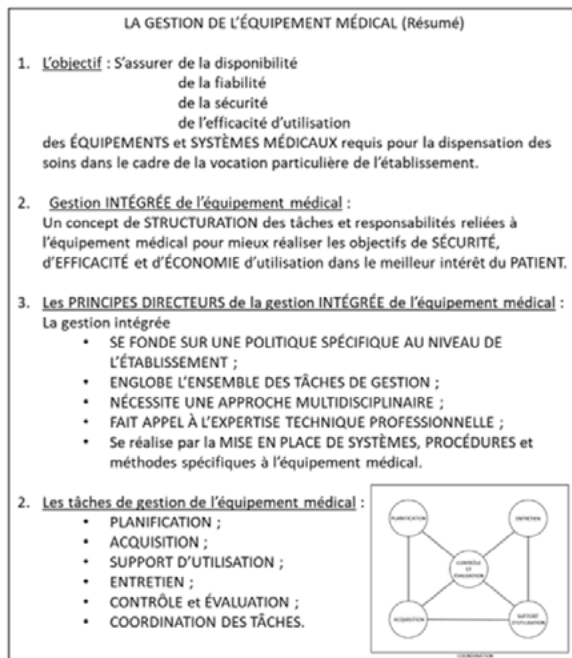 LA GESTION DE L'ÉQUIPEMENT MÉDICAL (Résumé)
1. L'objectif : S'assurer de la disponibilité
de la fiabilité
de la sécurité
de l'efficacité d'utilisation
des ÉQUIPEMENTS et SYSTÈMES MÉDICAUX requis pour la dispensation des
soins dans le cadre de la vocation particulière de l'établissement.
2. Gestion INTÉGRÉE de l'équipement médical :
Un concept de STRUCTURATION des tâches et responsabilités reliées à
l'équipement médical pour mieux réaliser les objectifs de SÉCURITÉ,
d'EFFICACITÉ et d'ÉCONOMIE d'utilisation dans le meilleur intérêt du PATIENT.
3. Les PRINCIPES DIRECTEURS de la gestion INTÉGRÉE de l'équipement médical :
La gestion intégrée
• SE FONDE SUR UNE POLITIQUE SPÉCIFIQUE AU NIVEAU DE
L'ÉTABLISSEMENT ;
• ENGLOBE L'ENSEMBLE DES TÂCHES DE GESTION ;
• NÉCESSITE UNE APPROCHE MULTIDISCIPLINAIRE ;
• FAIT APPEL À L'EXPERTISE TECHNIQUE PROFESSIONNELLE ;
• Se réalise par la MISE EN PLACE DE SYSTÈMES, PROCÉDURES et
méthodes spécifiques à l'équipement médical.
2. Les tâches de gestion de l'équipement médical :
• PLANIFICATION ;
• ACQUISITION ;
• SUPPORT D'UTILISATION ;
• ENTRETIEN ;
• CONTRÔLE et ÉVALUATION ;
• COORDINATION DES TÂCHES.
PLANIFICATION
ENTRETIEN
CONTRÔLE
ET
ÉVALUATION
ACQUISITION
SUPPORT
D'UTILISATION
COORDINATION